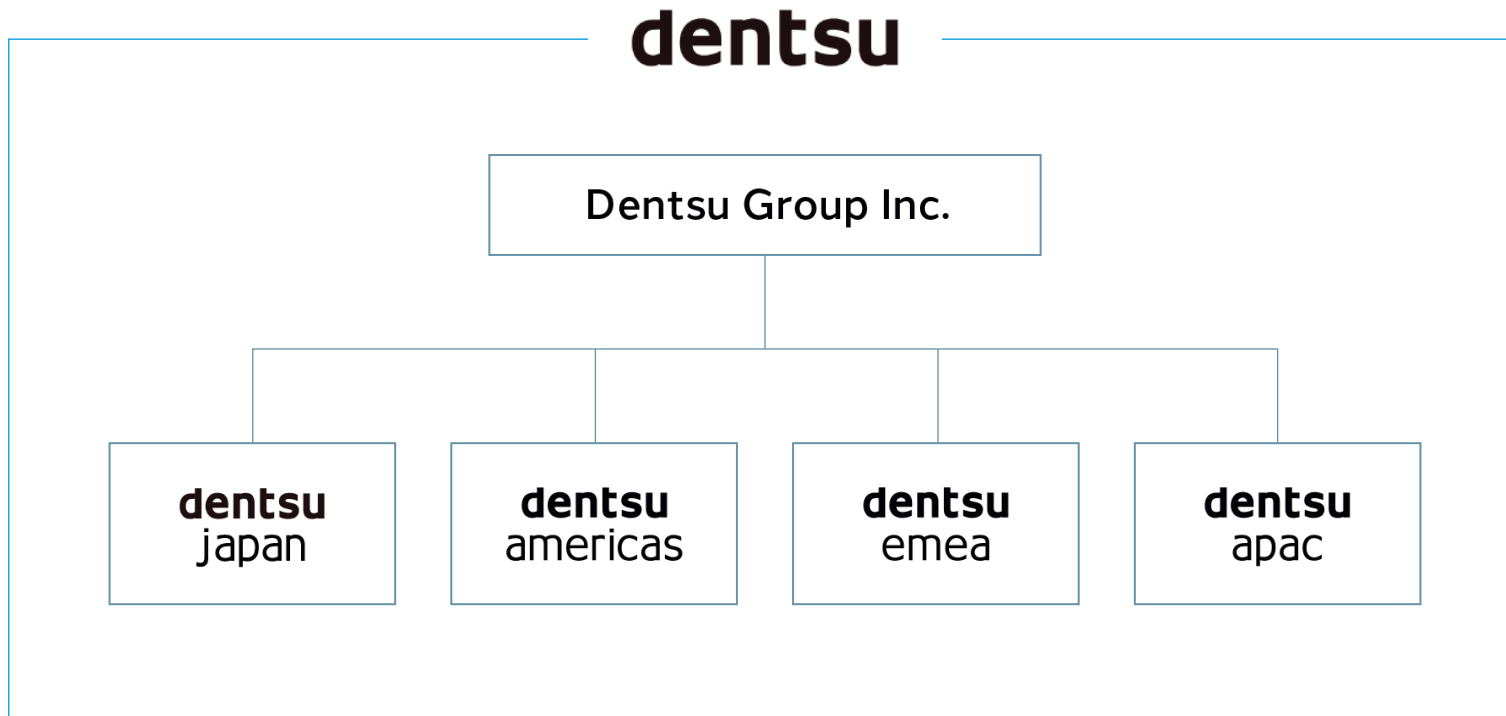 dentsu
Dentsu Group Inc.
dentsu
japan
dentsu
americas
dentsu
emea
dentsu
apac